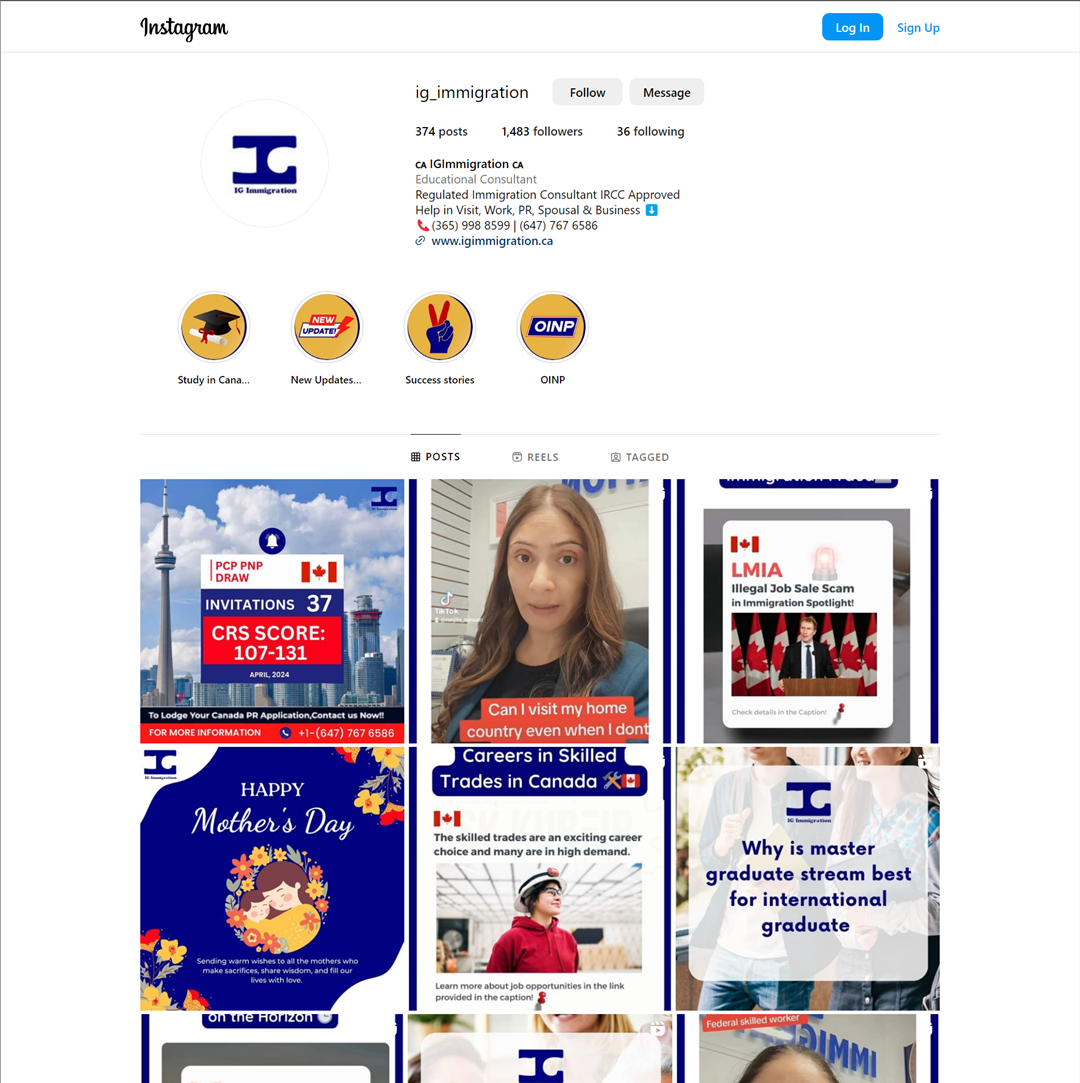 Instagram
Log In
Sign Up
ig_immigration
Follow
Message
374 posts
1,483 followers
36 following
CA IGImmigration CA
Educational Consultant
Regulated Immigration Consultant IRCC Approved
Help in Visit, Work, PR, Spousal & Business
(365) 998 8599 | (647) 767 6586
www.igimmigration.ca
IG Immigration
Study in Cana...
NEW
UPDATE!
New Updates...
Success stories
OINP
OINP
POSTS
REELS
TAGGED
PCP PNP
DRAW
INVITATIONS 37
CRS SCORE:
107-131
APRIL, 2024
To Lodge Your Canada PR Application,Contact us Now!!
FOR MORE INFORMATION
+1-(647) 767 6586
TikTok
Can I visit my home
country even when I dont
LMIA
Illegal Job Sale Scam
in Immigration Spotlight!
Check details in the Caption!
IG Immigration
HAPPY
Mother's Day
Sending warm wishes to all the mothers who
make sacrifices, share wisdom, and fill our
lives with love.
Careers in Skilled
Trades in Canada
The skilled trades are an exciting career
choice and many are in high demand.
Learn more about job opportunities in the link
provided in the caption!
IG Immigration
Why is master
graduate stream best
for international
graduate
on the Horizon
Federal skilled worker